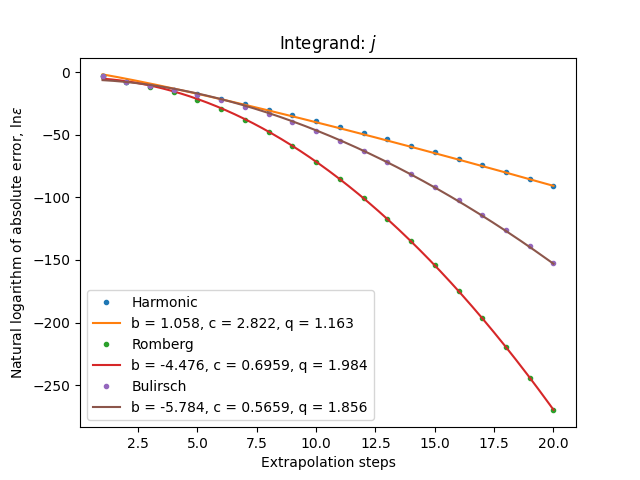 Integrand: j
Natural logarithm of absolute error, lnε
0
−50
−100
−150
−200
−250
Harmonic
b = 1.058, c = 2.822, q = 1.163
Romberg
b = -4.476, c = 0.6959, q = 1.984
Bulirsch
b = -5.784, c = 0.5659, q = 1.856
2.5 5.0 7.5 10.0 12.5 15.0 17.5 20.0
Extrapolation steps